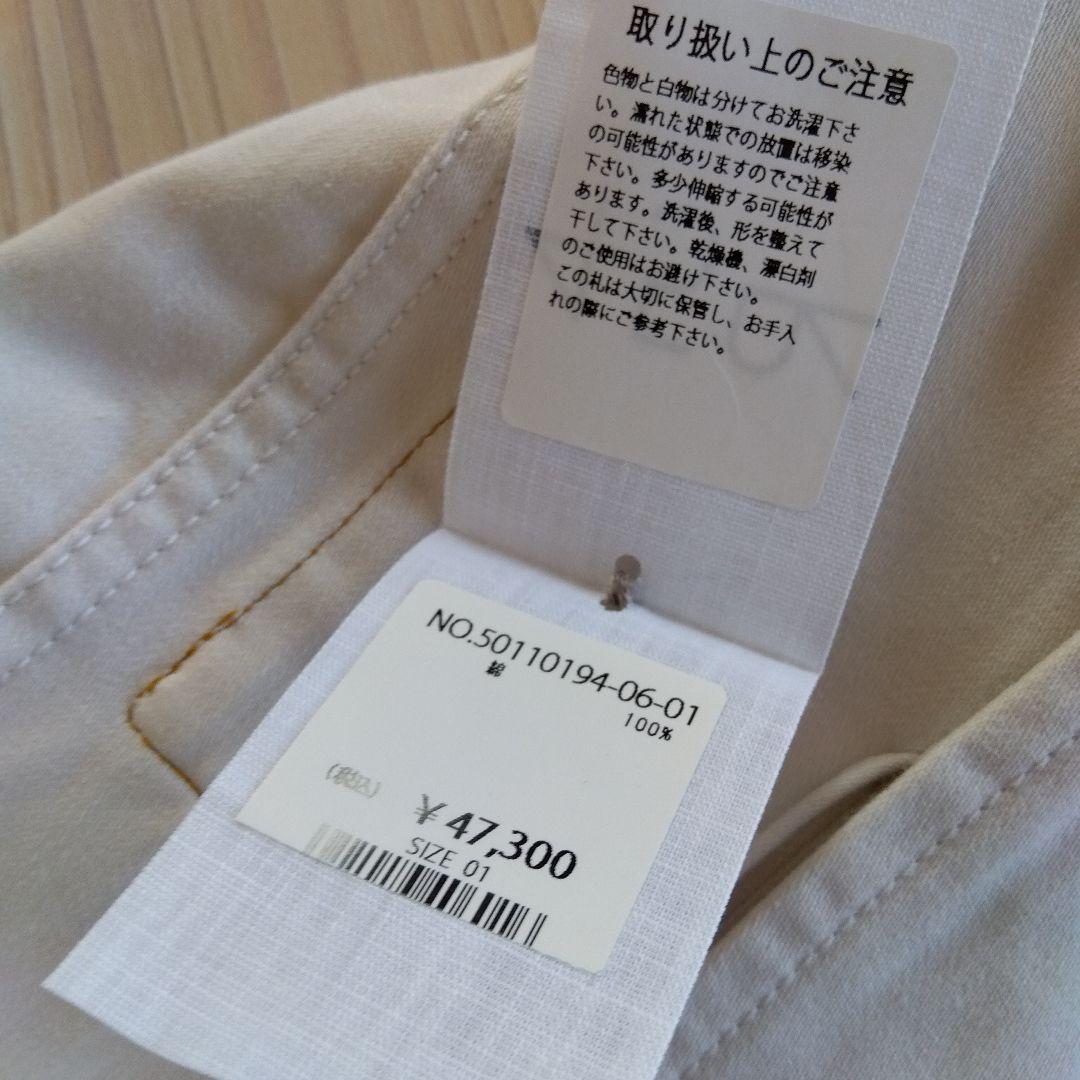 取り扱い上のご注意
色物と白物は分けてお洗濯下さ
い。濡れた状態での放置は移染
の可能性がありますのでご注意
下さい。多少伸縮する可能性が
あります。洗濯後、形を整えて
干して下さい。乾燥機、漂白剤
のご使用はお避け下さい。
この札は大切に保管し、お手入
れの際にご参考下さい。
NO.50110194-06-01
綿 100%
(税込)
¥ 47,300
SIZE 01